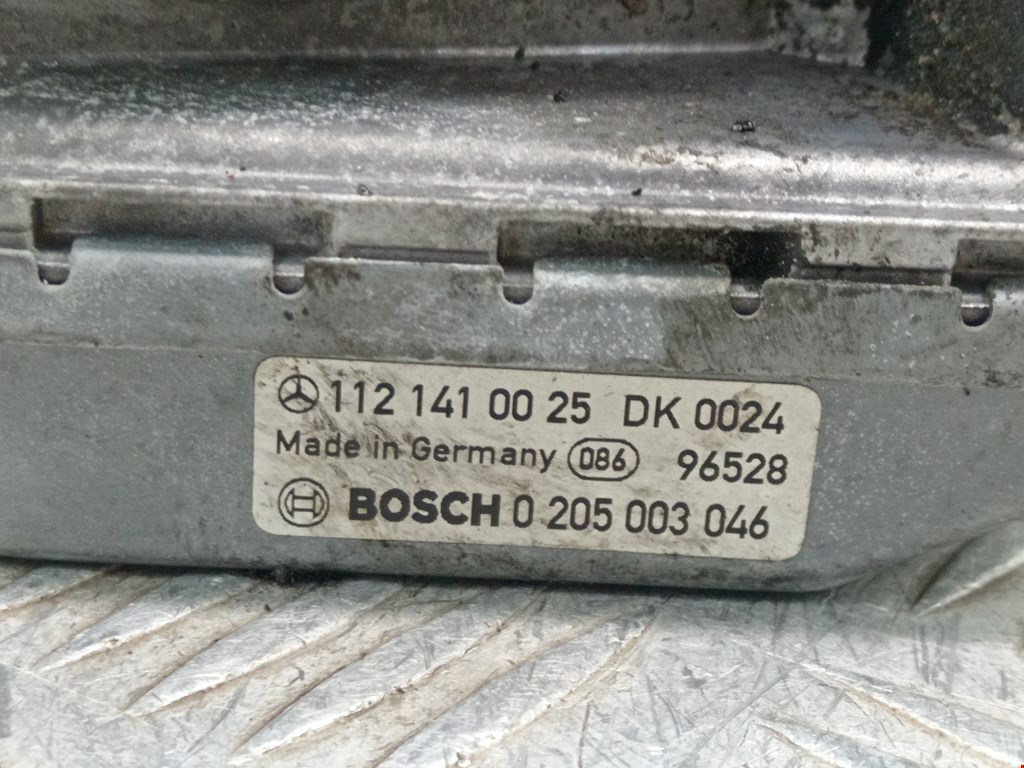 112 141 00 25 DK 0024
Made in Germany 086 96528
BOSCH 0 205 003 046